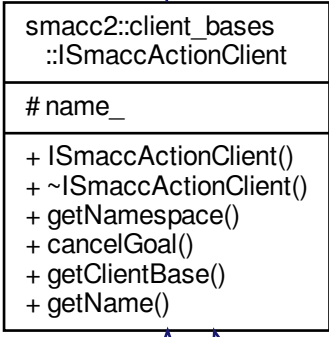 smacc2::client_bases
::ISmaccActionClient
# name_
+ ISmaccActionClient()
+ ~ISmaccActionClient()
+ getNamespace()
+ cancelGoal()
+ getClientBase()
+ getName()